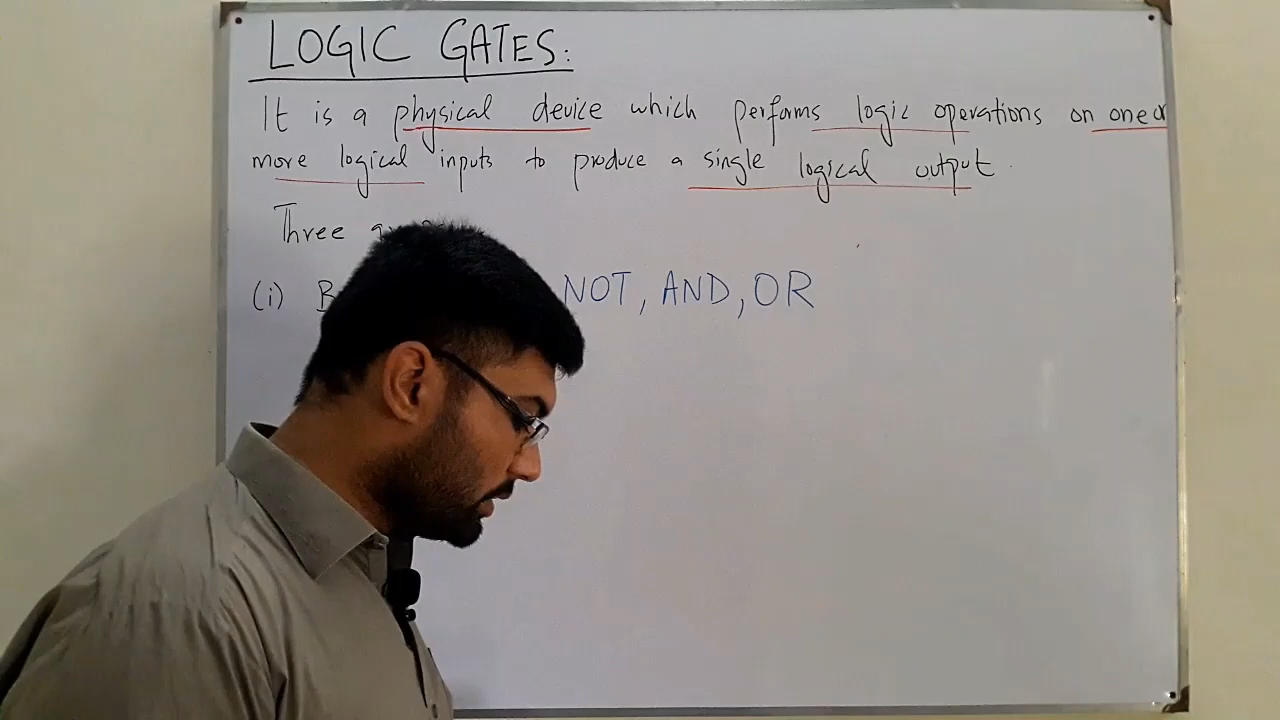 LOGIC GATES:
It is a physical device which performs logic operations on one or
more logical inputs to produce a single logical output.
Three
(i) NOT, AND, OR